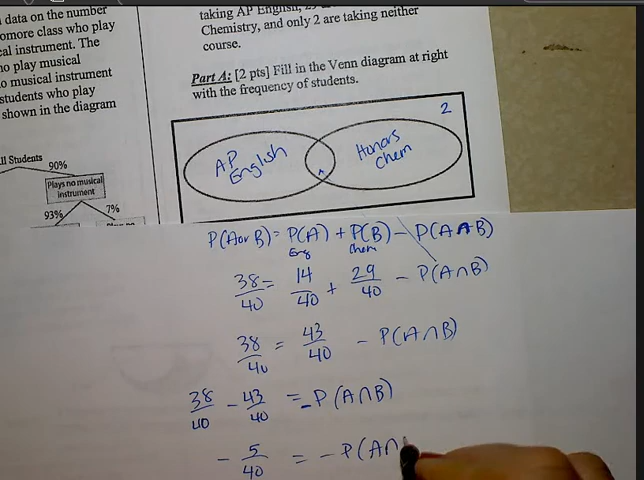 data on the number
omore class who play
cal instrument. The
no play musical
o musical instrument
students who play
shown in the diagram
All Students
90%
Plays no musical
instrument
93%
7%
taking AP English,
Chemistry, and only 2 are taking neither
course.
Part A: [2 pts] Fill in the Venn diagram at right
with the frequency of students.
2
AP
English
Honors
Chem
P(A or B) = P(A) + P(B) - P(A∩B)
Eng Chem
38/40 = 14/40 + 29/40 - P(A∩B)
38/40 = 43/40 - P(A∩B)
38/40 - 43/40 = -P(A∩B)
- 5/40 = -P(A∩